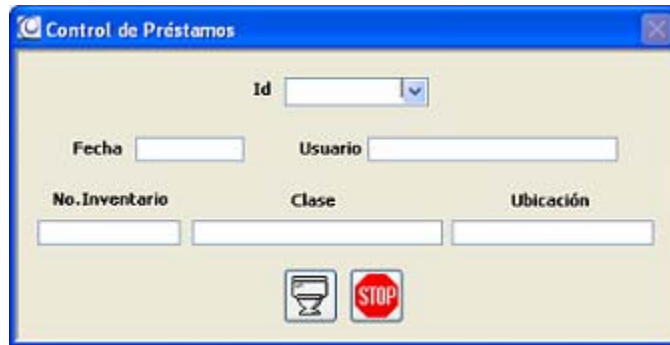 Control de Préstamos
Id
Fecha Usuario
No.Inventario Clase Ubicación
STOP